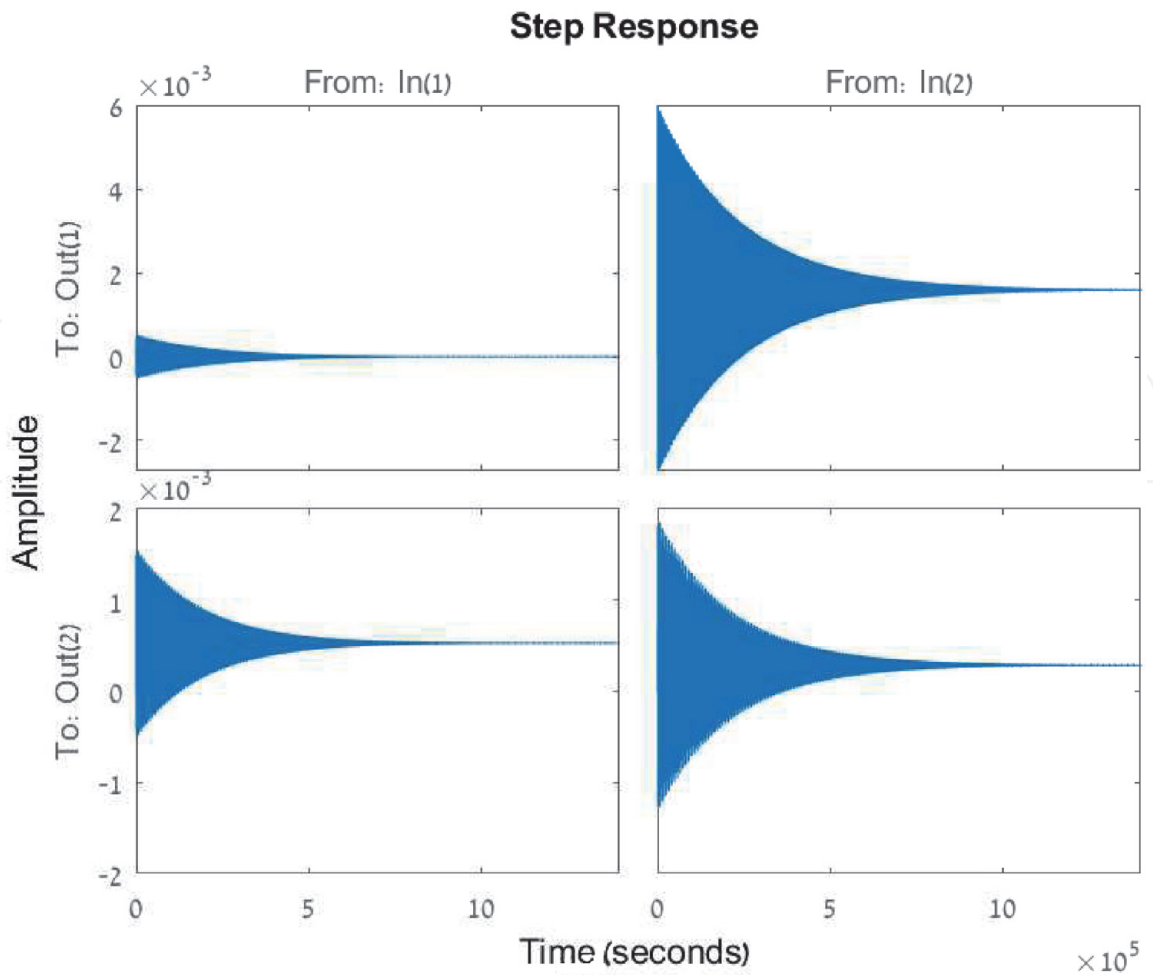 Step Response
×10⁻³ From: In(1) From: In(2)
6
4
2
0
-2
To: Out(1)
Amplitude
×10⁻³
2
1
0
-1
-2
To: Out(2)
0 5 10 0 5 10
Time (seconds)
×10⁵